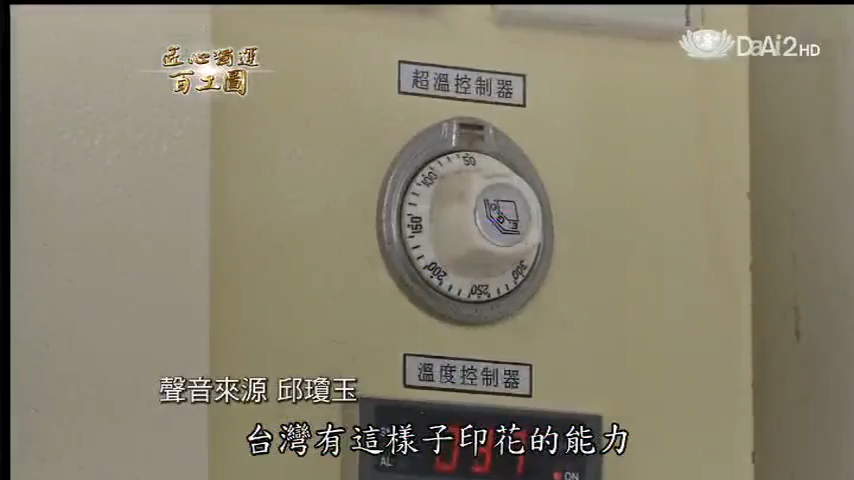 匠心獨運
百工圖
DaAi2HD
超溫控制器
50
100
150
200
250
300
溫度控制器
聲音來源 邱瓊玉
台灣有這樣子印花的能力
AL
ON